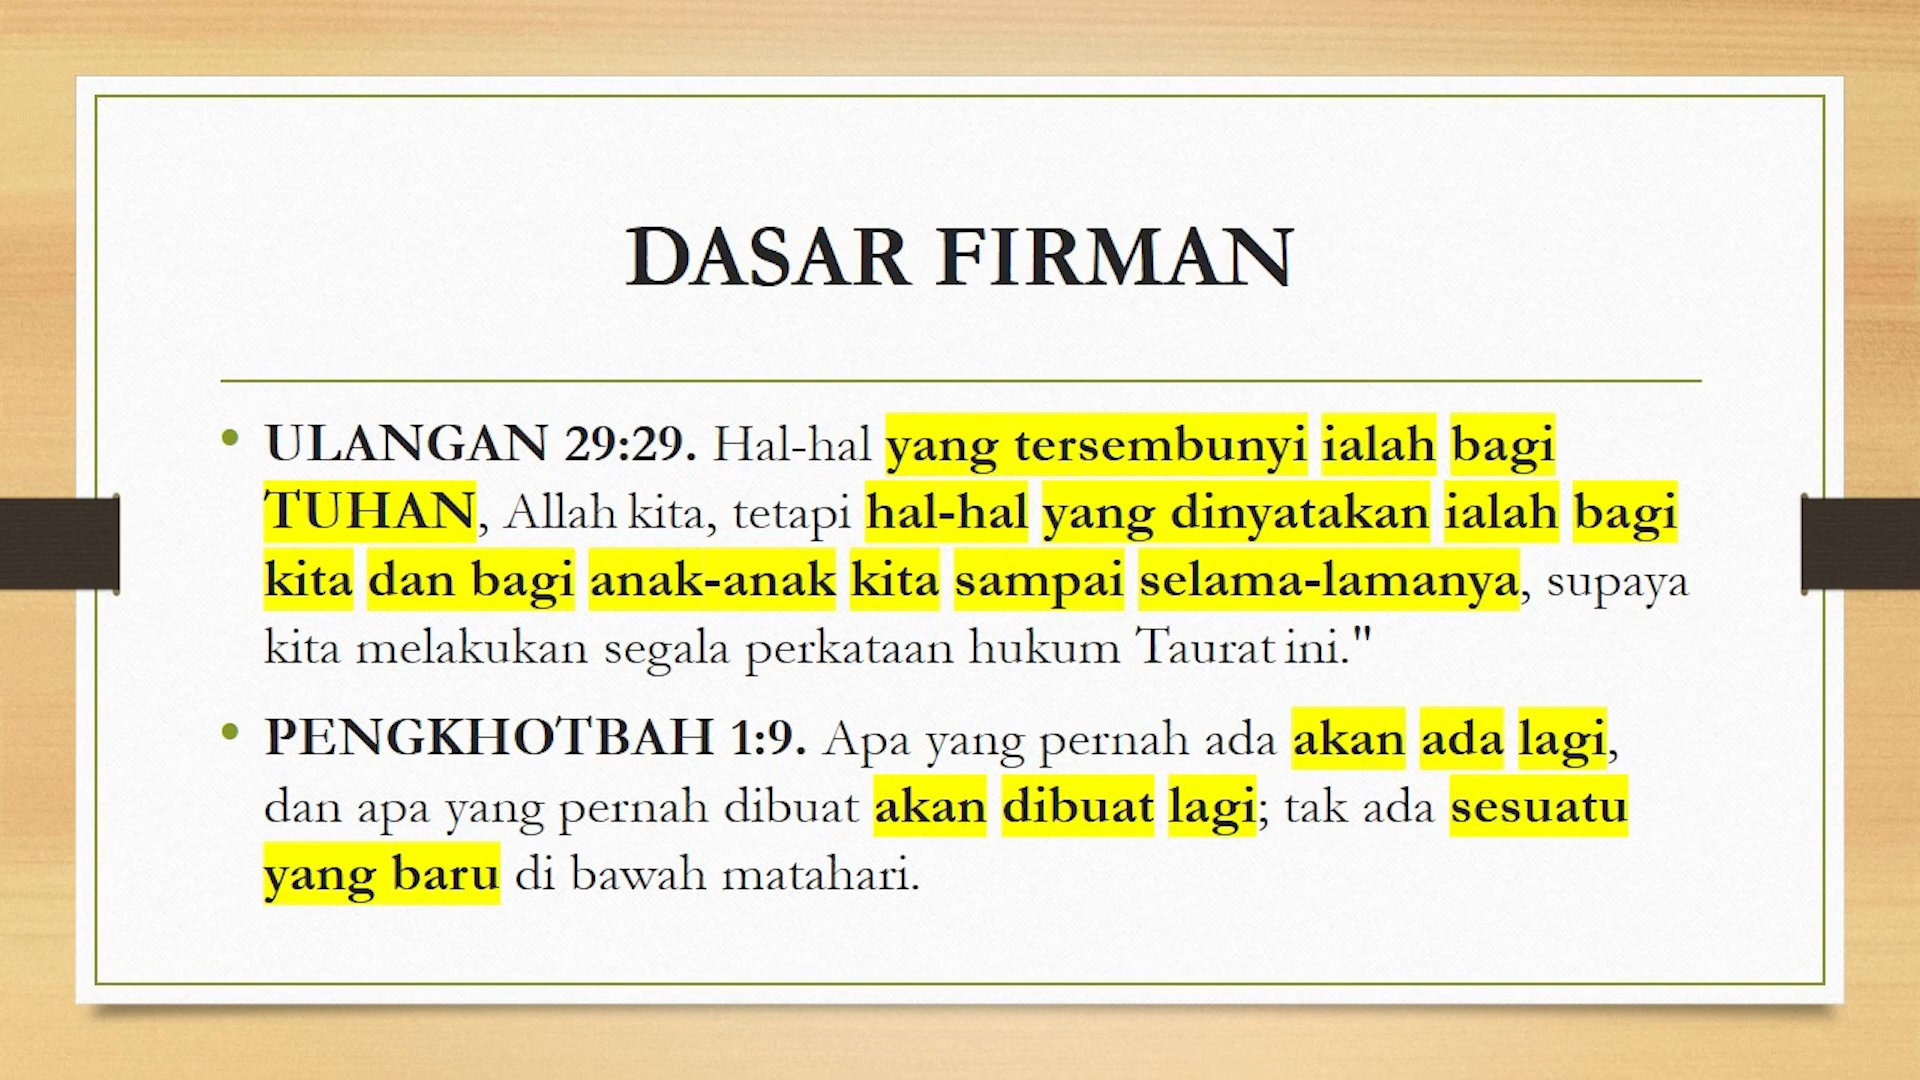 DASAR FIRMAN
• ULANGAN 29:29. Hal-hal yang tersembunyi ialah bagi
TUHAN, Allah kita, tetapi hal-hal yang dinyatakan ialah bagi
kita dan bagi anak-anak kita sampai selama-lamanya, supaya
kita melakukan segala perkataan hukum Taurat ini."
• PENGKHOTBAH 1:9. Apa yang pernah ada akan ada lagi,
dan apa yang pernah dibuat akan dibuat lagi; tak ada sesuatu
yang baru di bawah matahari.